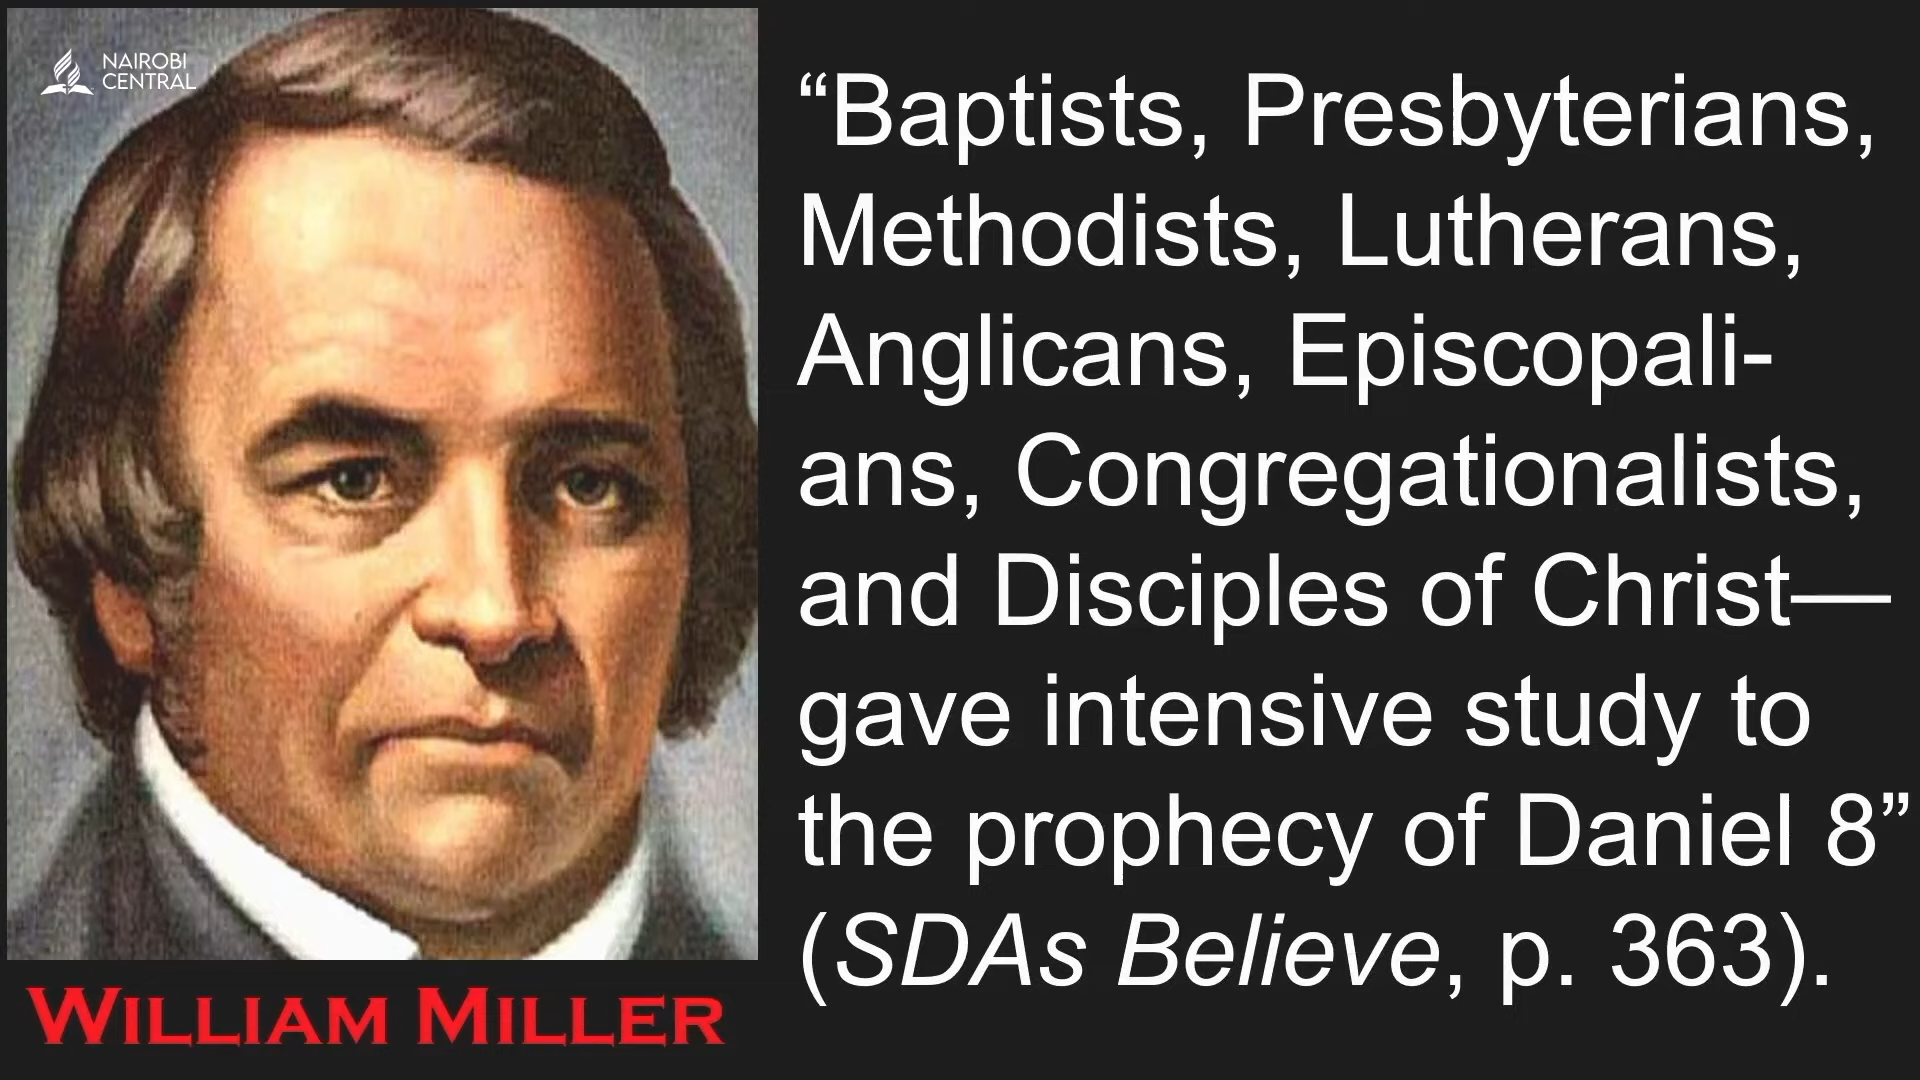 NAIROBI
CENTRAL
“Baptists, Presbyterians,
Methodists, Lutherans,
Anglicans, Episcopali-
ans, Congregationalists,
and Disciples of Christ—
gave intensive study to
the prophecy of Daniel 8”
(SDAs Believe, p. 363).
WILLIAM MILLER